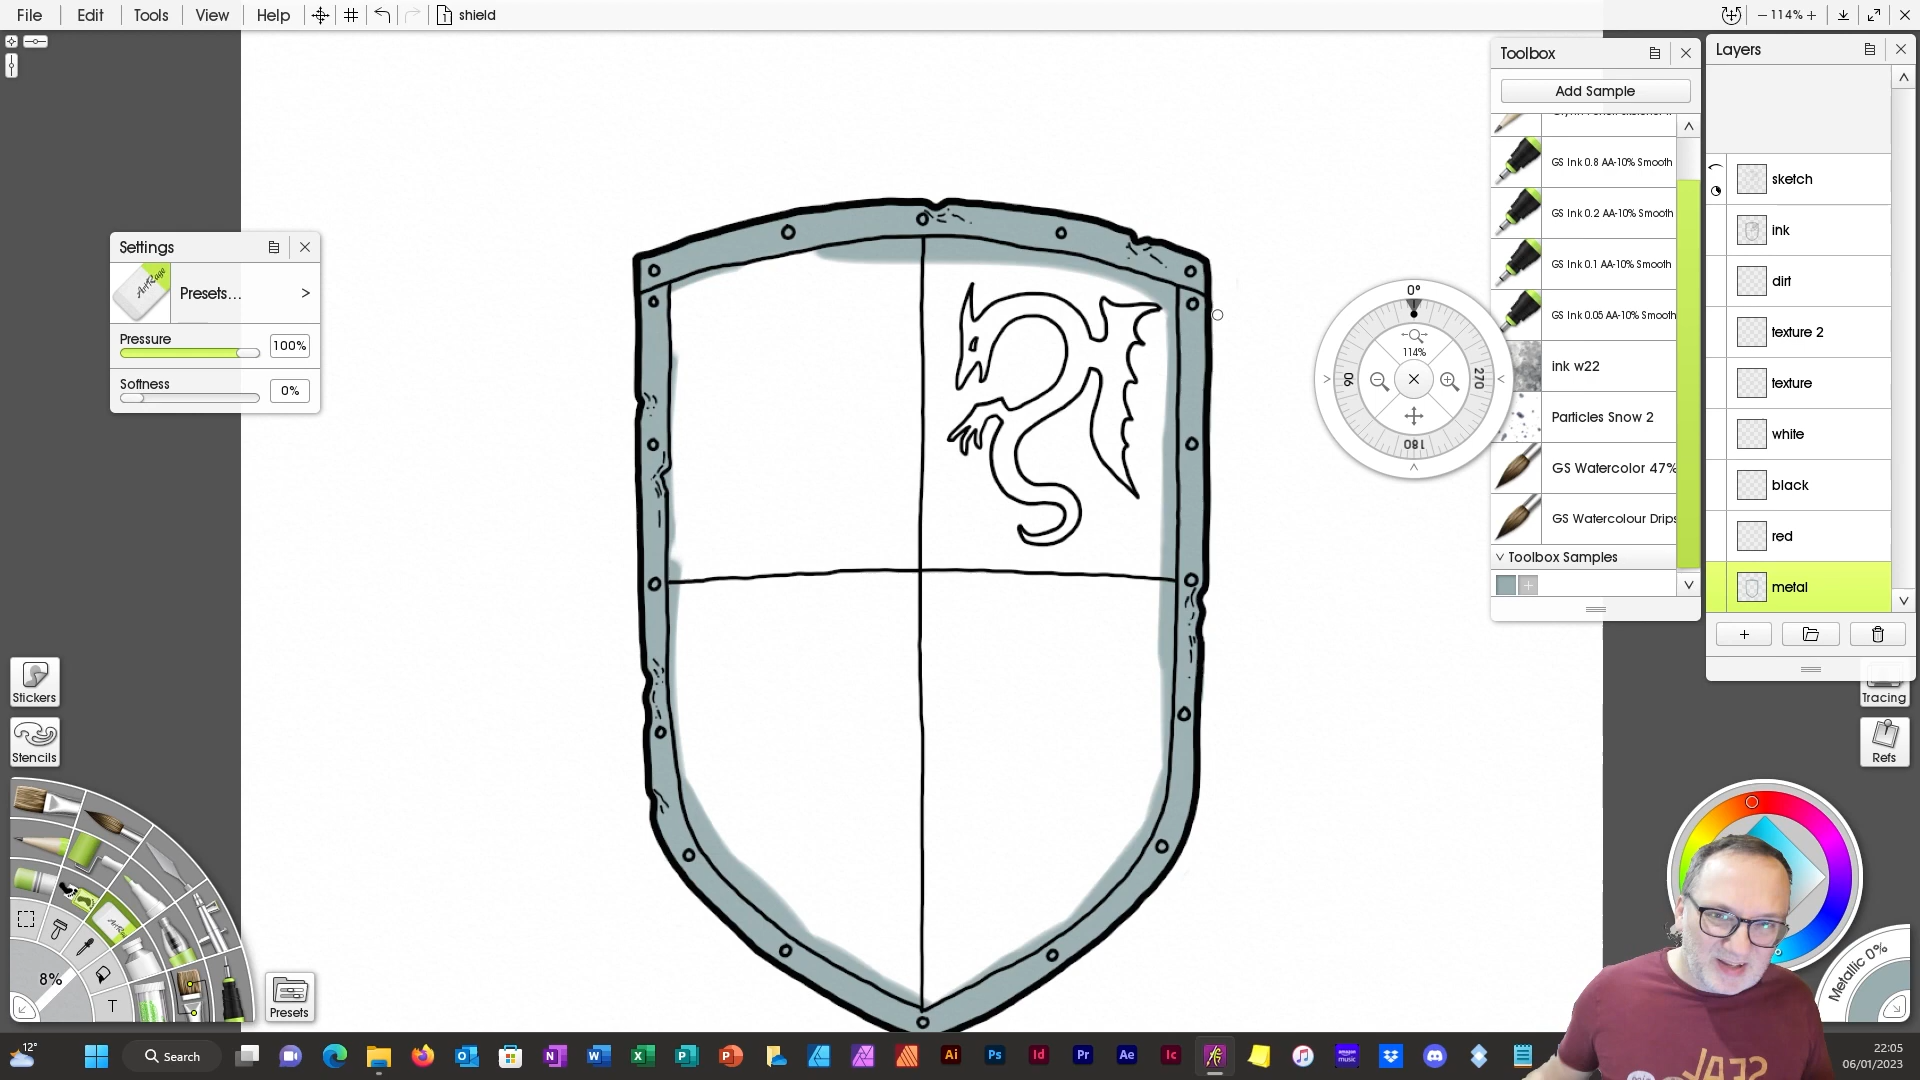 File Edit Tools View Help shield 114%
Toolbox
Layers
Add Sample
GS Ink 0.8 AA-10% Smooth
GS Ink 0.2 AA-10% Smooth
GS Ink 0.1 AA-10% Smooth
GS Ink 0.05 AA-10% Smooth
ink w22
Particles Snow 2
GS Watercolor 47%
GS Watercolour Drips
Toolbox Samples
sketch
ink
dirt
texture 2
texture
white
black
red
metal
Settings
ArtRage
Presets...
Pressure
100%
Softness
0%
0°
114%
90
270
180
Stickers
Stencils
8%
T
Presets
Tracing
Refs
Metallic 0%
12°
Search
Ai
Ps
Id
Pr
Ae
Ic
22:05
06/01/2023